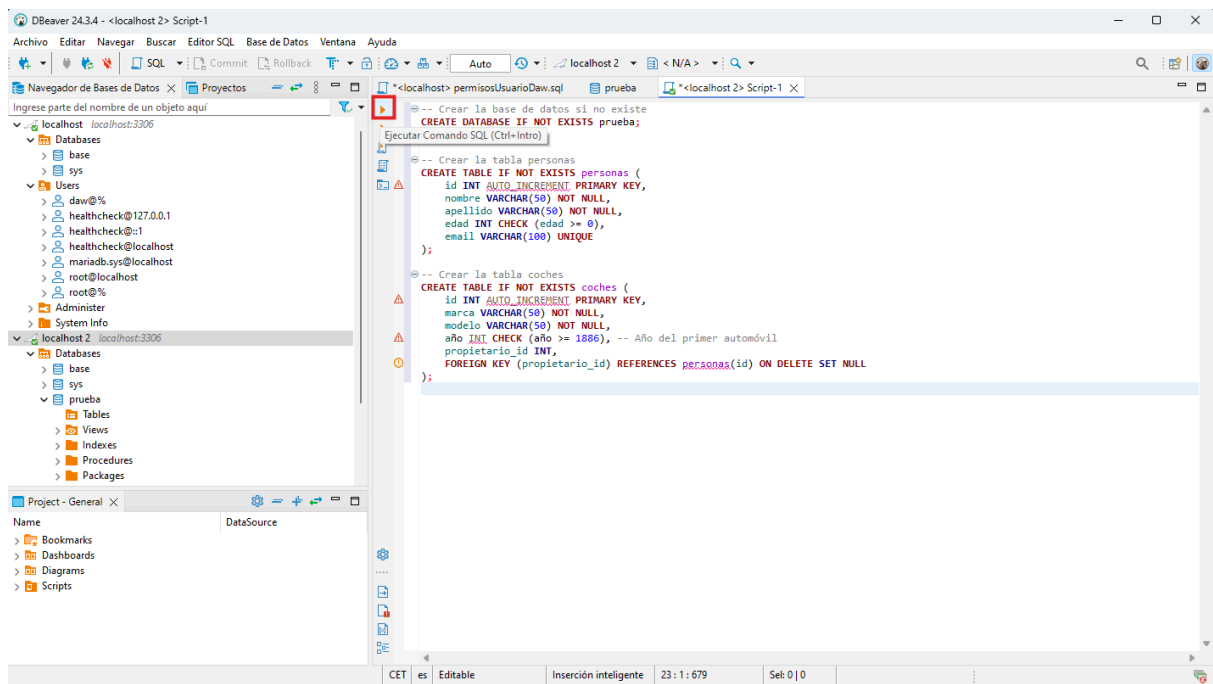 DBeaver 24.3.4 - <localhost 2> Script-1
Archivo Editar Navegar Buscar Editor SQL Base de Datos Ventana Ayuda
SQL Commit Rollback Auto localhost 2 < N/A >
Navegador de Bases de Datos Proyectos
Ingrese parte del nombre de un objeto aquí
localhost localhost:3306
Databases
base
sys
Users
daw@%
healthcheck@127.0.0.1
healthcheck@::1
healthcheck@localhost
mariadb.sys@localhost
root@localhost
root@%
Administer
System Info
localhost 2 localhost:3306
Databases
base
sys
prueba
Tables
Views
Indexes
Procedures
Packages
Project - General
Name DataSource
Bookmarks
Dashboards
Diagrams
Scripts
*<localhost> permisosUsuarioDaw.sql prueba *<localhost 2> Script-1
-- Crear la base de datos si no existe
CREATE DATABASE IF NOT EXISTS prueba;
Ejecutar Comando SQL (Ctrl+Intro)
-- Crear la tabla personas
CREATE TABLE IF NOT EXISTS personas (
id INT AUTO_INCREMENT PRIMARY KEY,
nombre VARCHAR(50) NOT NULL,
apellido VARCHAR(50) NOT NULL,
edad INT CHECK (edad >= 0),
email VARCHAR(100) UNIQUE
);
-- Crear la tabla coches
CREATE TABLE IF NOT EXISTS coches (
id INT AUTO_INCREMENT PRIMARY KEY,
marca VARCHAR(50) NOT NULL,
modelo VARCHAR(50) NOT NULL,
año INT CHECK (año >= 1886), -- Año del primer automóvil
propietario_id INT,
FOREIGN KEY (propietario_id) REFERENCES personas(id) ON DELETE SET NULL
);
CET es Editable Inserción inteligente 23 : 1 : 679 Sel: 0 | 0